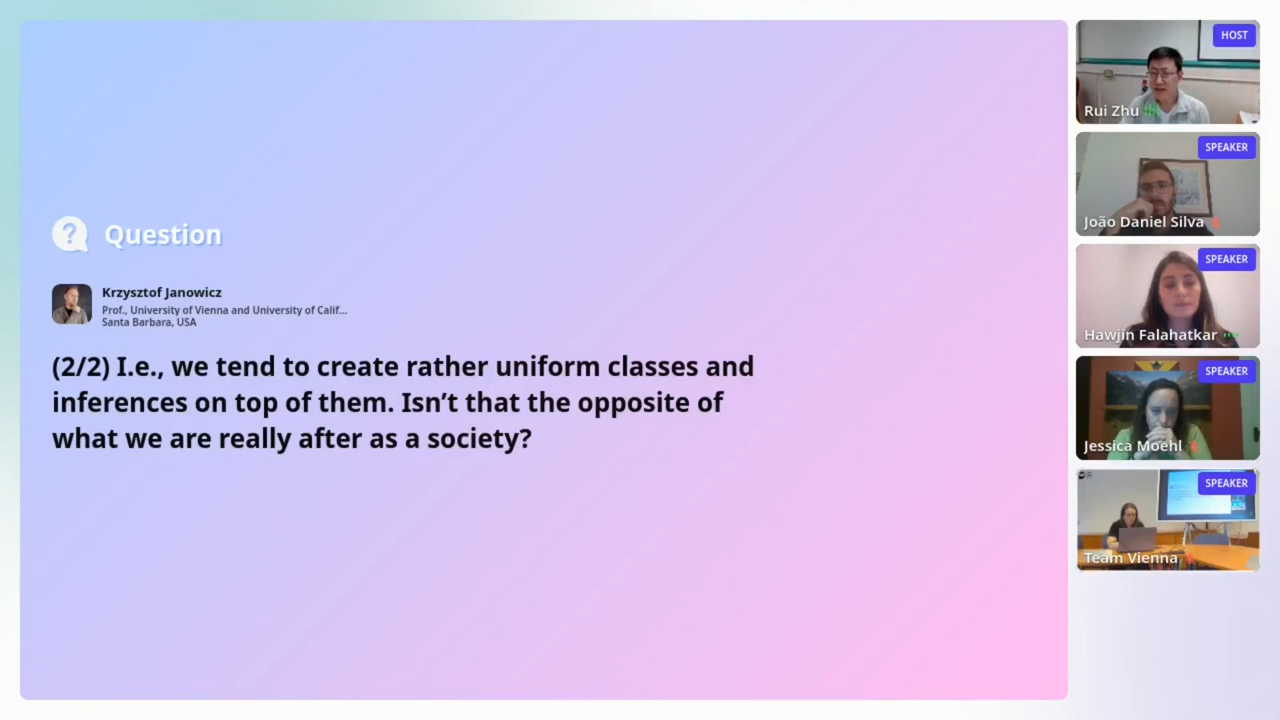 Question
Krzysztof Janowicz
Prof., University of Vienna and University of Calif...
Santa Barbara, USA
(2/2) I.e., we tend to create rather uniform classes and
inferences on top of them. Isn’t that the opposite of
what we are really after as a society?
HOST
Rui Zhu
SPEAKER
João Daniel Silva
SPEAKER
Hawjin Falahatkar
SPEAKER
Jessica Moehl
SPEAKER
Team Vienna